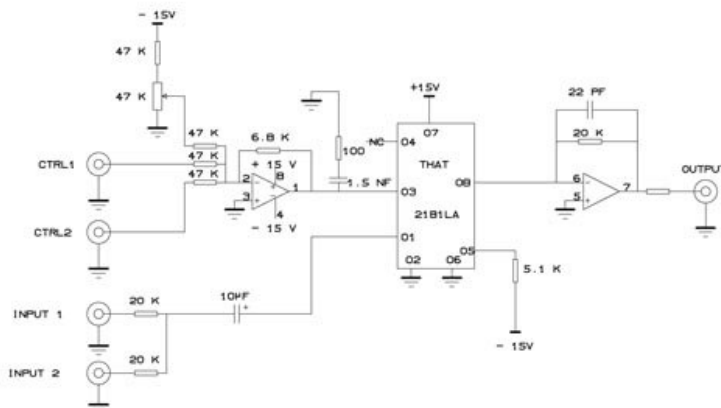 - 15V
47 K
47 K
47 K
47 K
47 K
CTRL1
CTRL2
6.8 K
+ 15 V
2
8
1
3
4
- 15 V
100
1.5 NF
NC
+15V
07
04
THAT
03
08
2181LA
01
02
06
05
5.1 K
- 15V
22 PF
20 K
6
7
5
OUTPUT
INPUT 1
20 K
10µF
+
INPUT 2
20 K